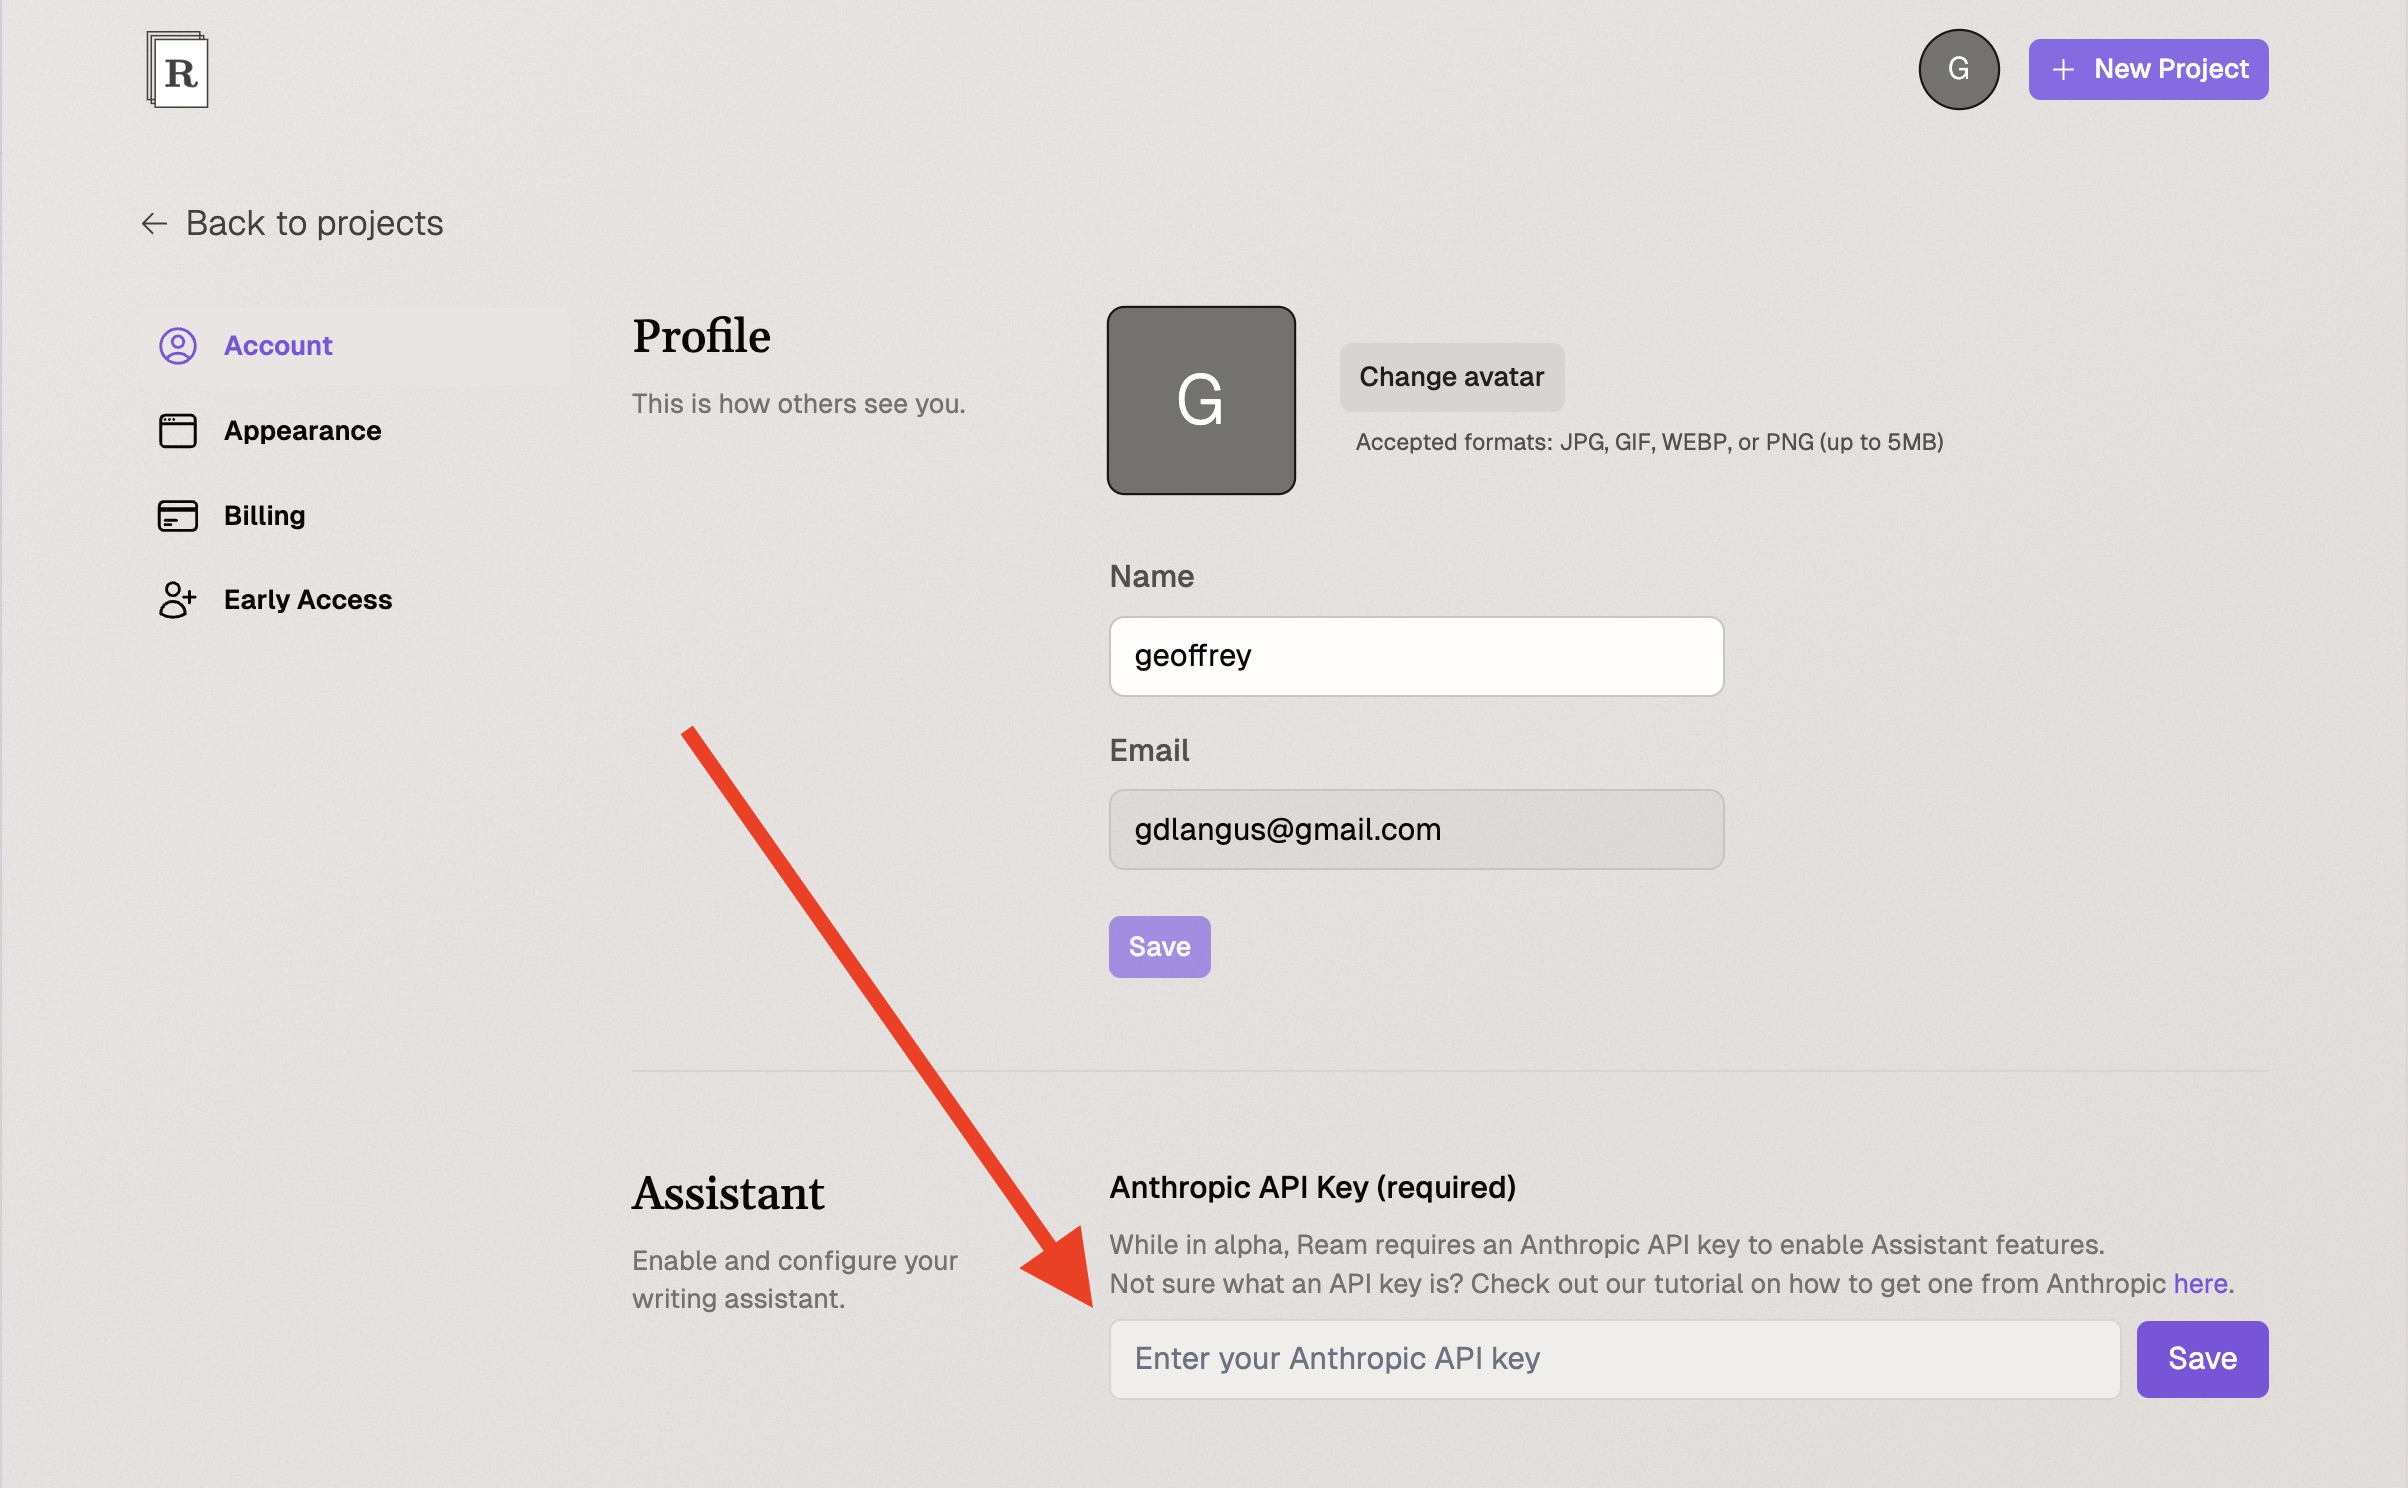 R
G
+ New Project
← Back to projects
Account
Appearance
Billing
Early Access
Profile
This is how others see you.
G
Change avatar
Accepted formats: JPG, GIF, WEBP, or PNG (up to 5MB)
Name
geoffrey
Email
gdlangus@gmail.com
Save
Assistant
Enable and configure your
writing assistant.
Anthropic API Key (required)
While in alpha, Ream requires an Anthropic API key to enable Assistant features.
Not sure what an API key is? Check out our tutorial on how to get one from Anthropic here.
Enter your Anthropic API key
Save